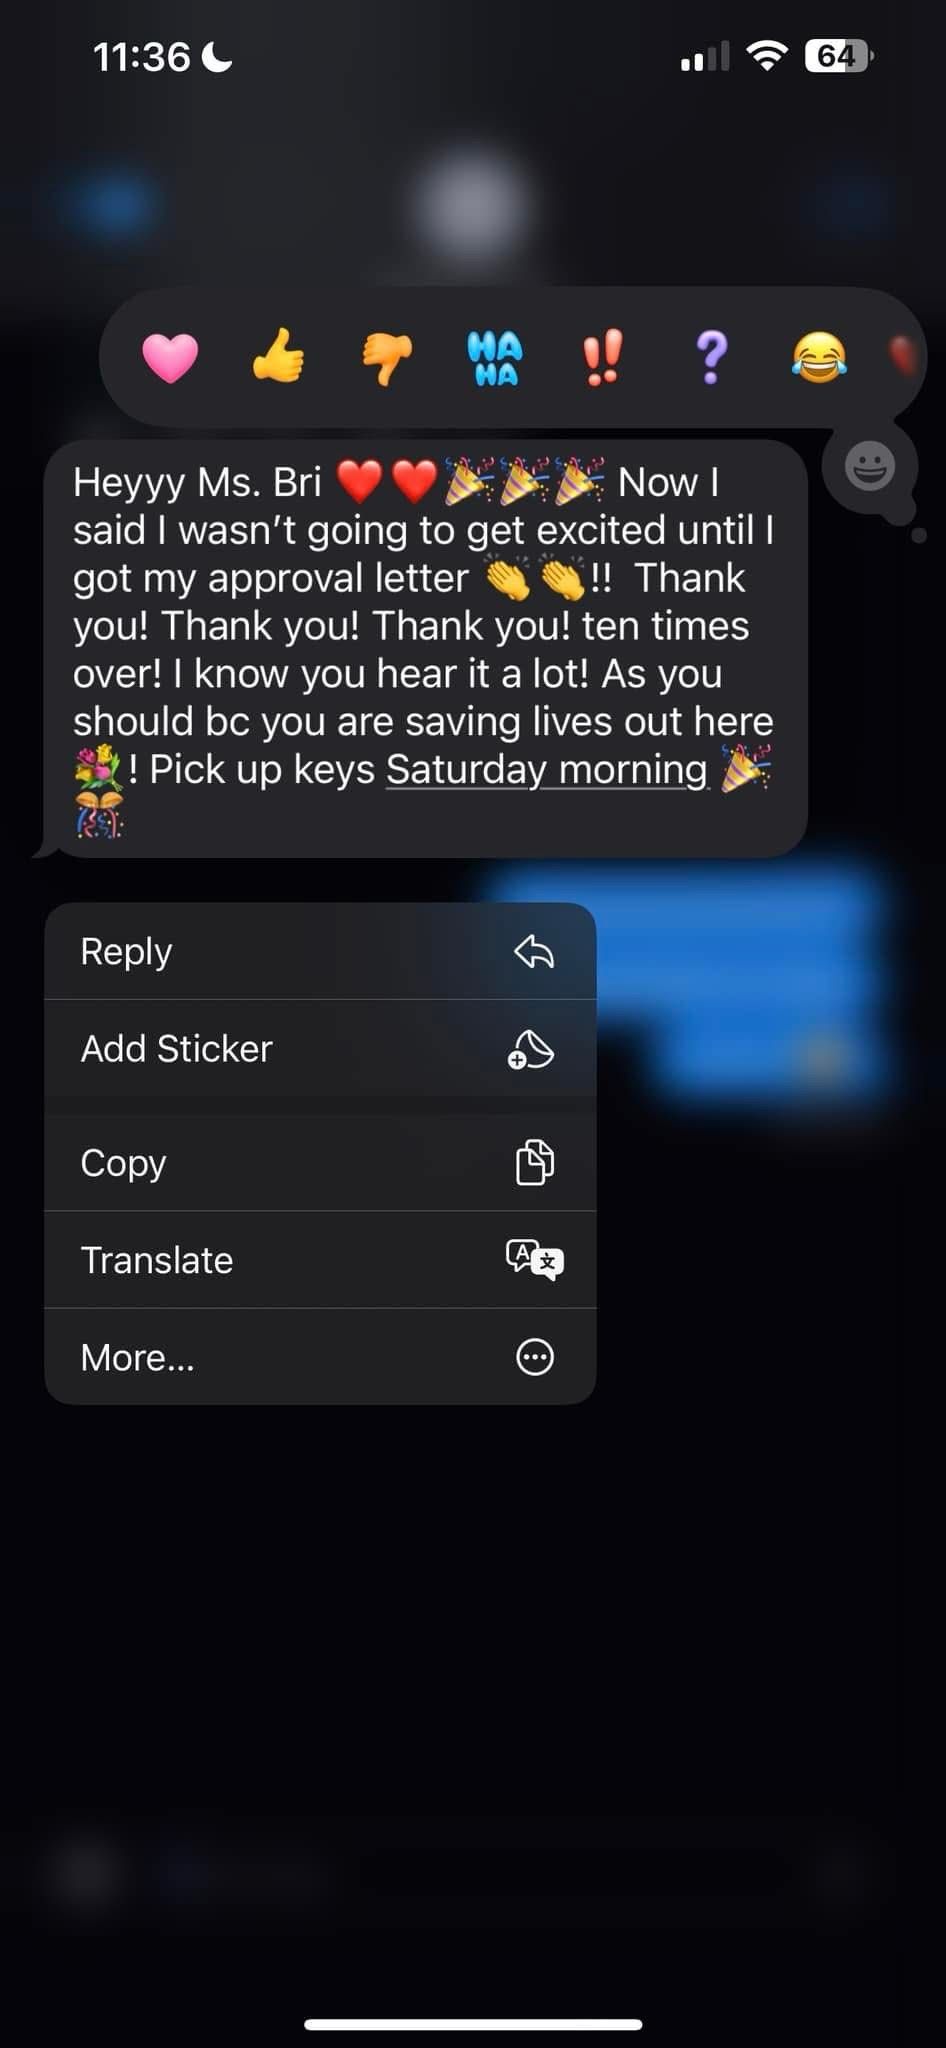 11:36
64
HA
HA
Heyyy Ms. Bri ❤️❤️🎉🎉🎉 Now I
said I wasn't going to get excited until I
got my approval letter 👏👏!!  Thank
you! Thank you! Thank you! ten times
over! I know you hear it a lot! As you
should bc you are saving lives out here
💐! Pick up keys Saturday morning 🎉
🎊
Reply
Add Sticker
Copy
Translate
More...